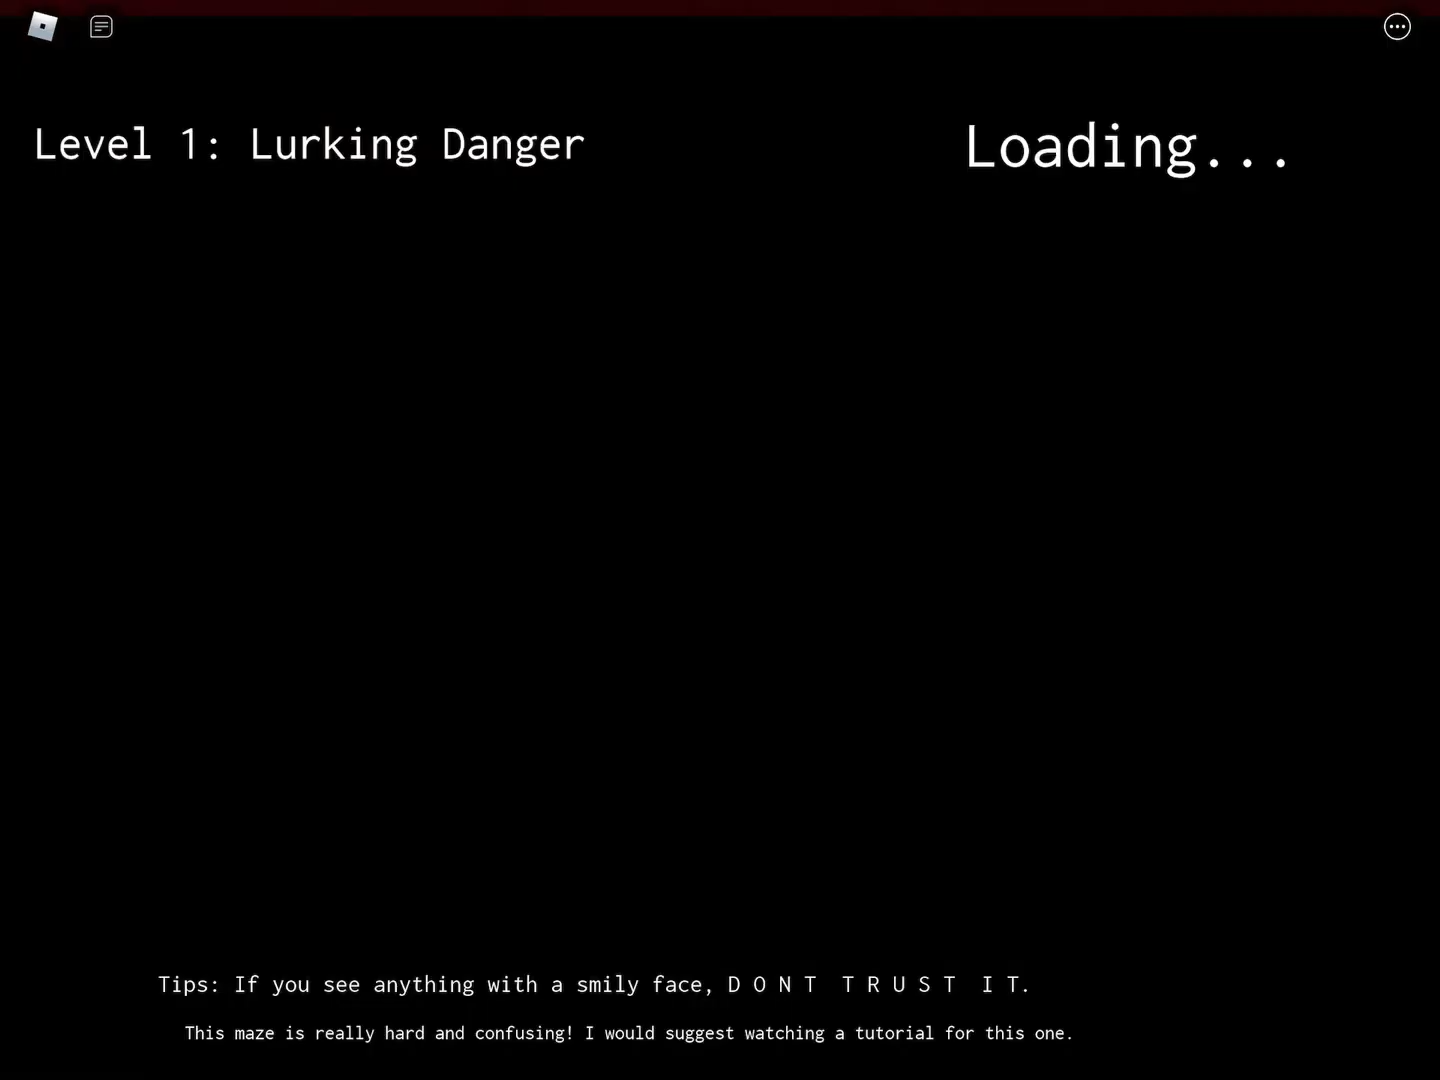 Level 1: Lurking Danger
Loading...
Tips: If you see anything with a smily face, D O N T  T R U S T  I T.
This maze is really hard and confusing! I would suggest watching a tutorial for this one.